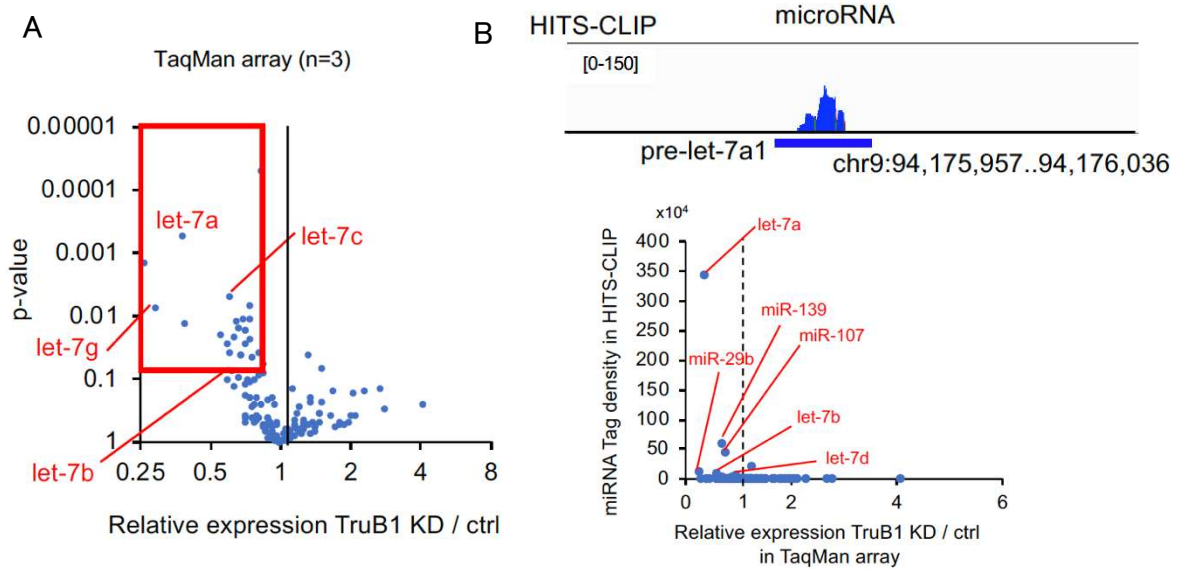 A
TaqMan array (n=3)
0.00001
0.0001
0.001
0.01
0.1
1
p-value
let-7a
let-7c
let-7g
let-7b
0.25
0.5
1
2
4
8
Relative expression TruB1 KD / ctrl
B
HITS-CLIP
microRNA
[0-150]
pre-let-7a1
chr9:94,175,957..94,176,036
x10⁴
400
350
300
250
200
150
100
50
0
miRNA Tag density in HITS-CLIP
let-7a
miR-139
miR-107
miR-29b
let-7b
let-7d
0
1
2
4
6
Relative expression TruB1 KD / ctrl
in TaqMan array